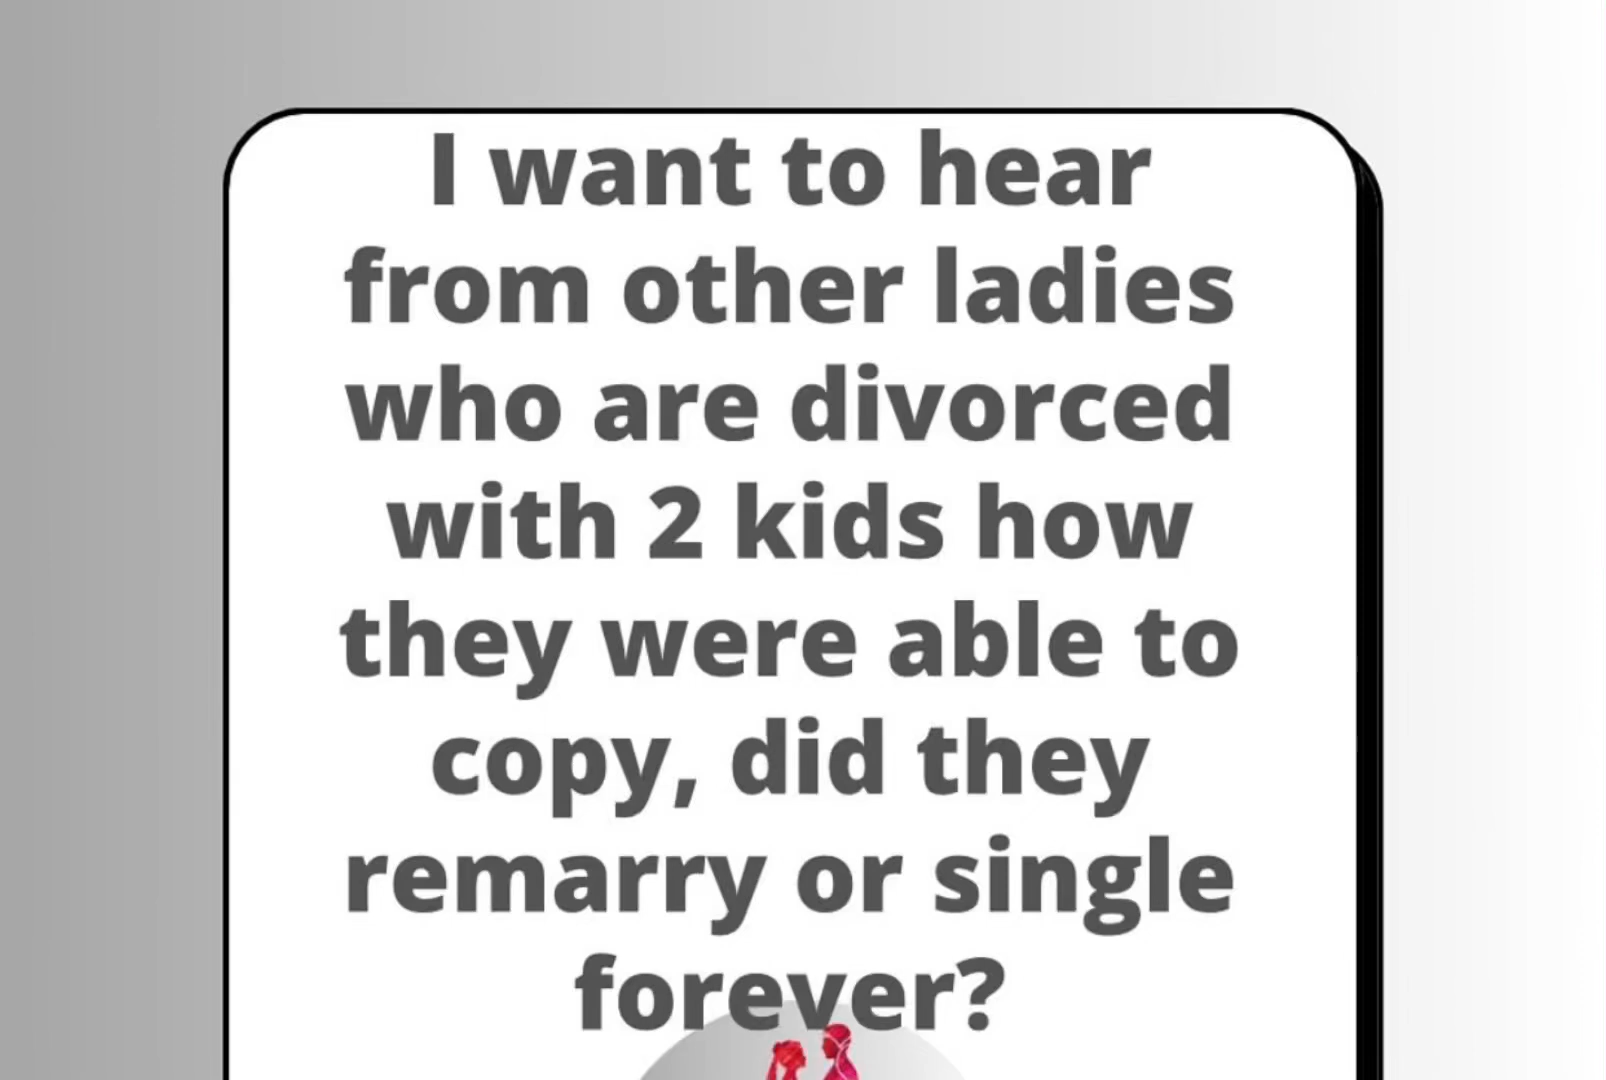 I want to hear
from other ladies
who are divorced
with 2 kids how
they were able to
copy, did they
remarry or single
forever?